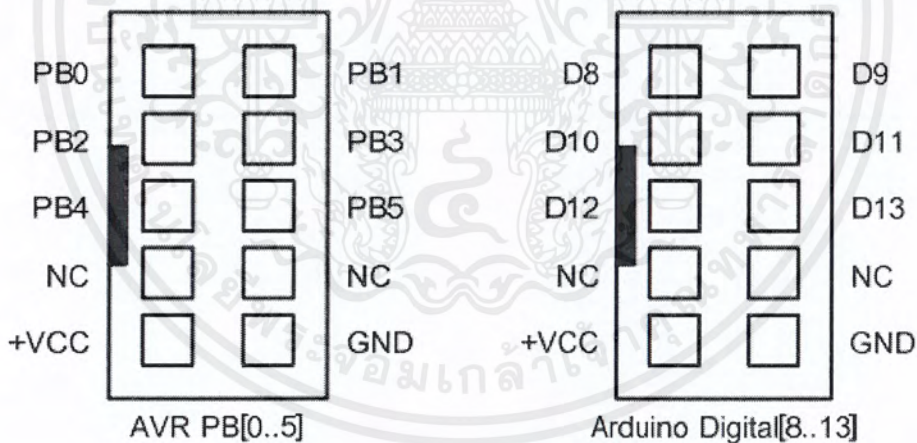 PB0 PB1 D8 D9
PB2 PB3 D10 D11
PB4 PB5 D12 D13
NC NC NC NC
+VCC GND +VCC GND
AVR PB[0..5] Arduino Digital[8..13]